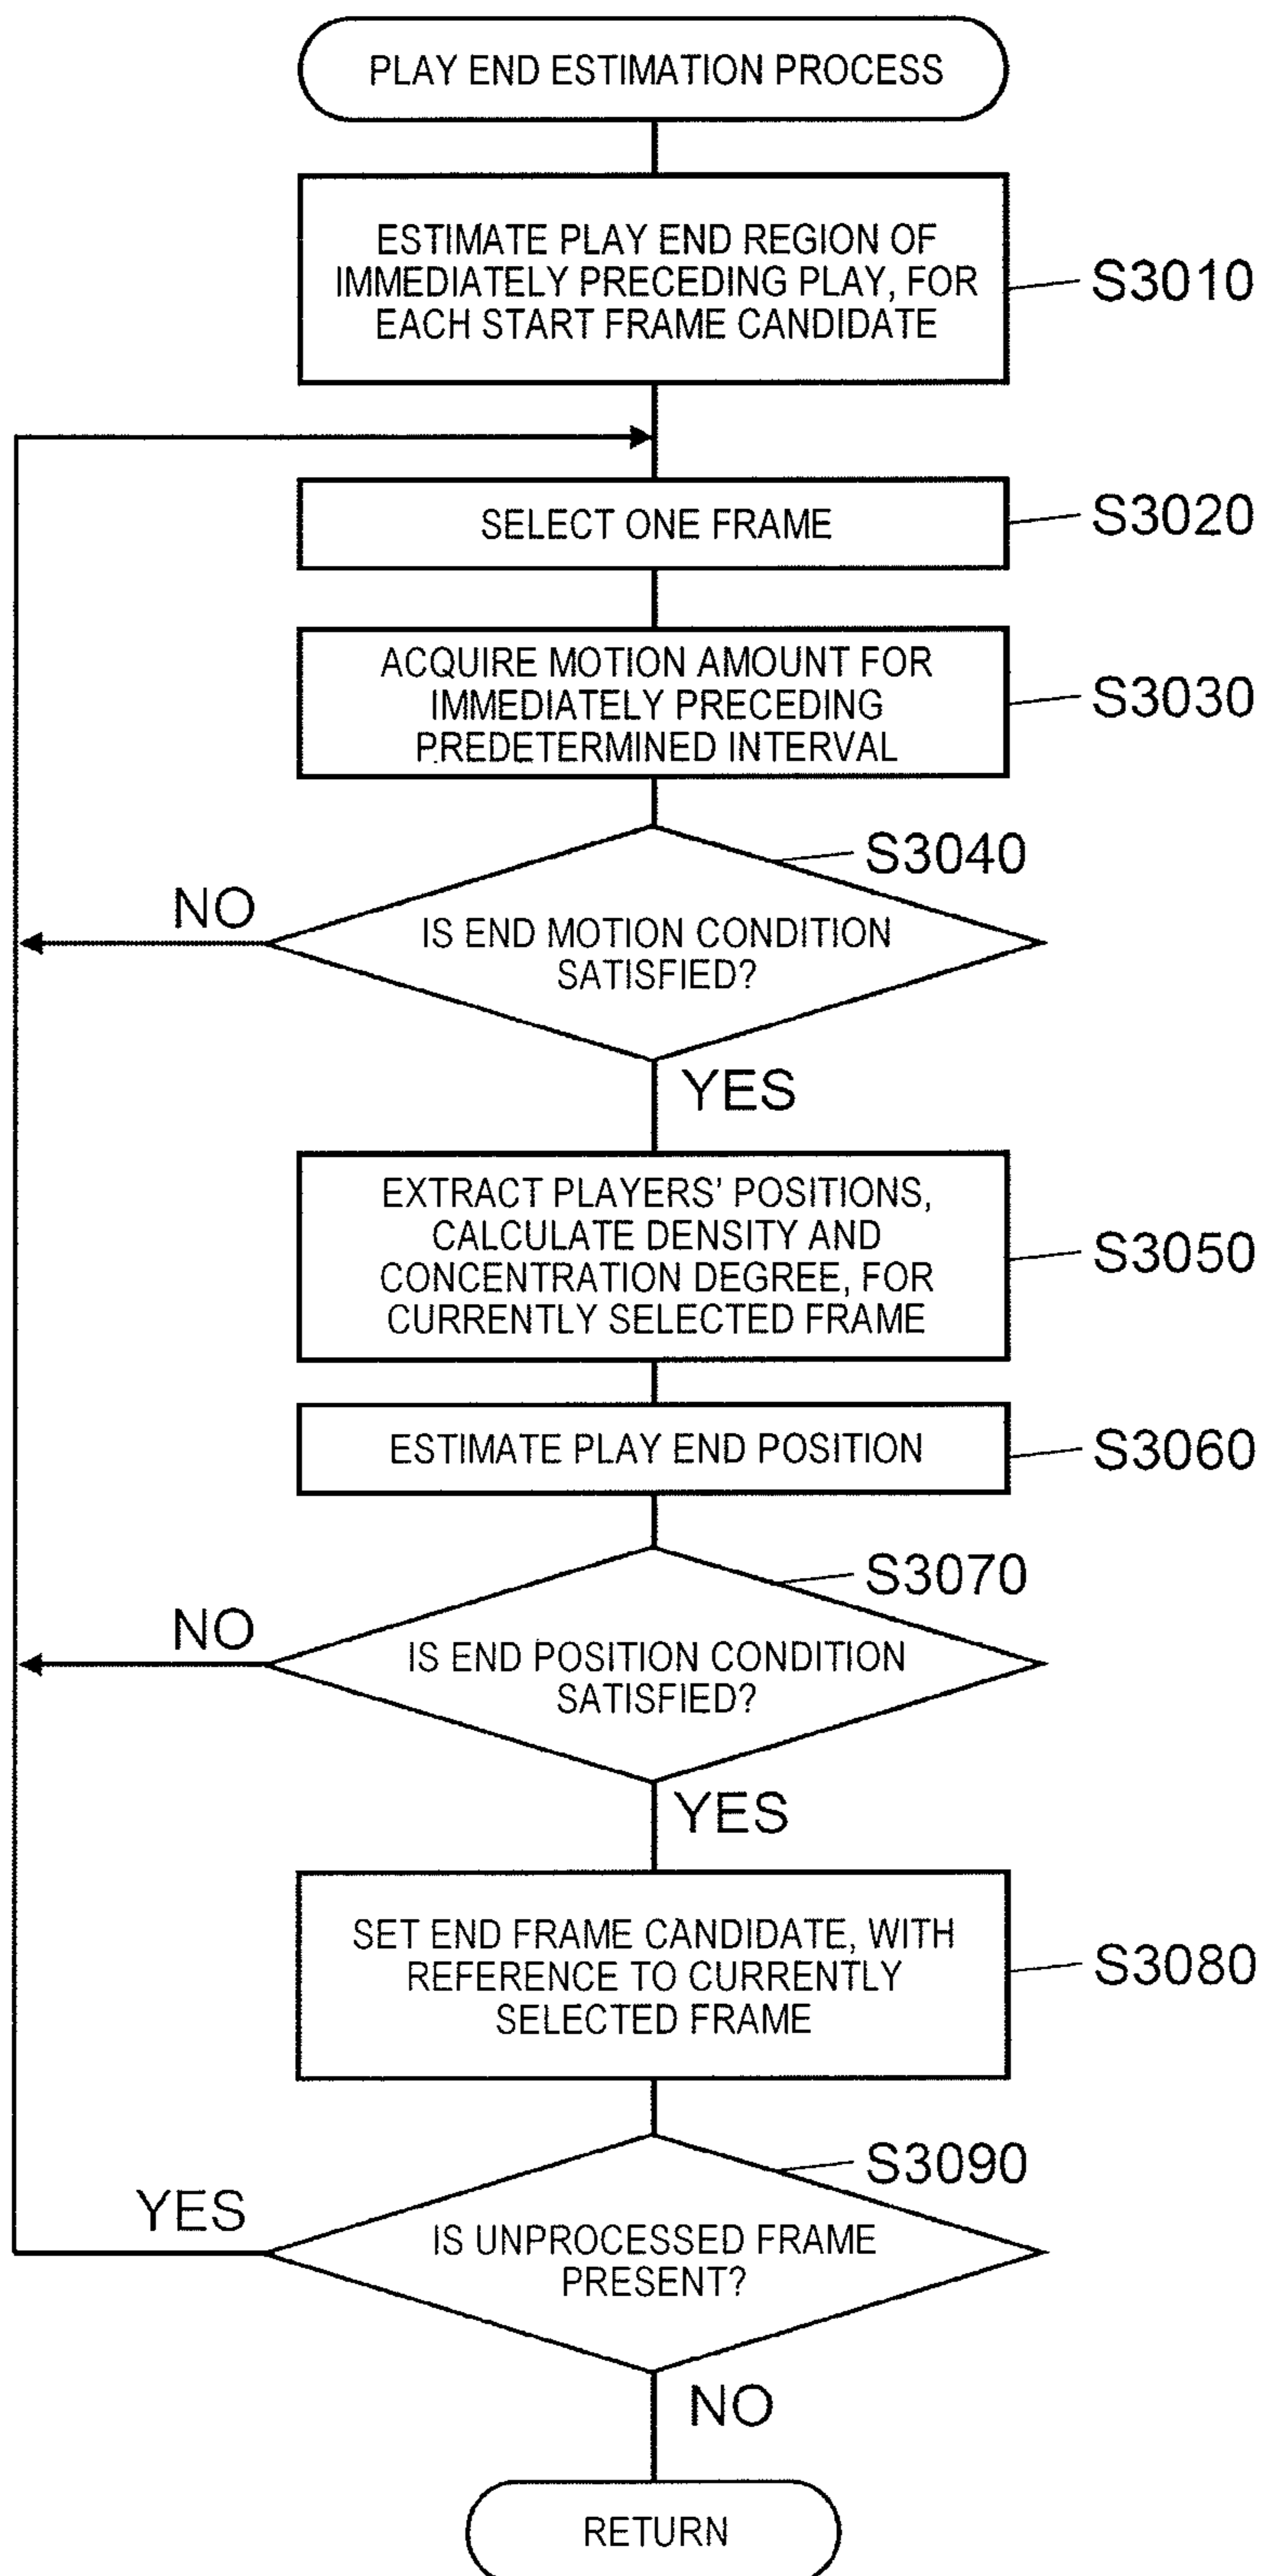 PLAY END ESTIMATION PROCESS
ESTIMATE PLAY END REGION OF
IMMEDIATELY PRECEDING PLAY, FOR
EACH START FRAME CANDIDATE
S3010
SELECT ONE FRAME
S3020
ACQUIRE MOTION AMOUNT FOR
IMMEDIATELY PRECEDING
PREDETERMINED INTERVAL
S3030
S3040
NO
IS END MOTION CONDITION
SATISFIED?
YES
EXTRACT PLAYERS' POSITIONS,
CALCULATE DENSITY AND
CONCENTRATION DEGREE, FOR
CURRENTLY SELECTED FRAME
S3050
ESTIMATE PLAY END POSITION
S3060
S3070
NO
IS END POSITION CONDITION
SATISFIED?
YES
SET END FRAME CANDIDATE, WITH
REFERENCE TO CURRENTLY
SELECTED FRAME
S3080
S3090
YES
IS UNPROCESSED FRAME
PRESENT?
NO
RETURN